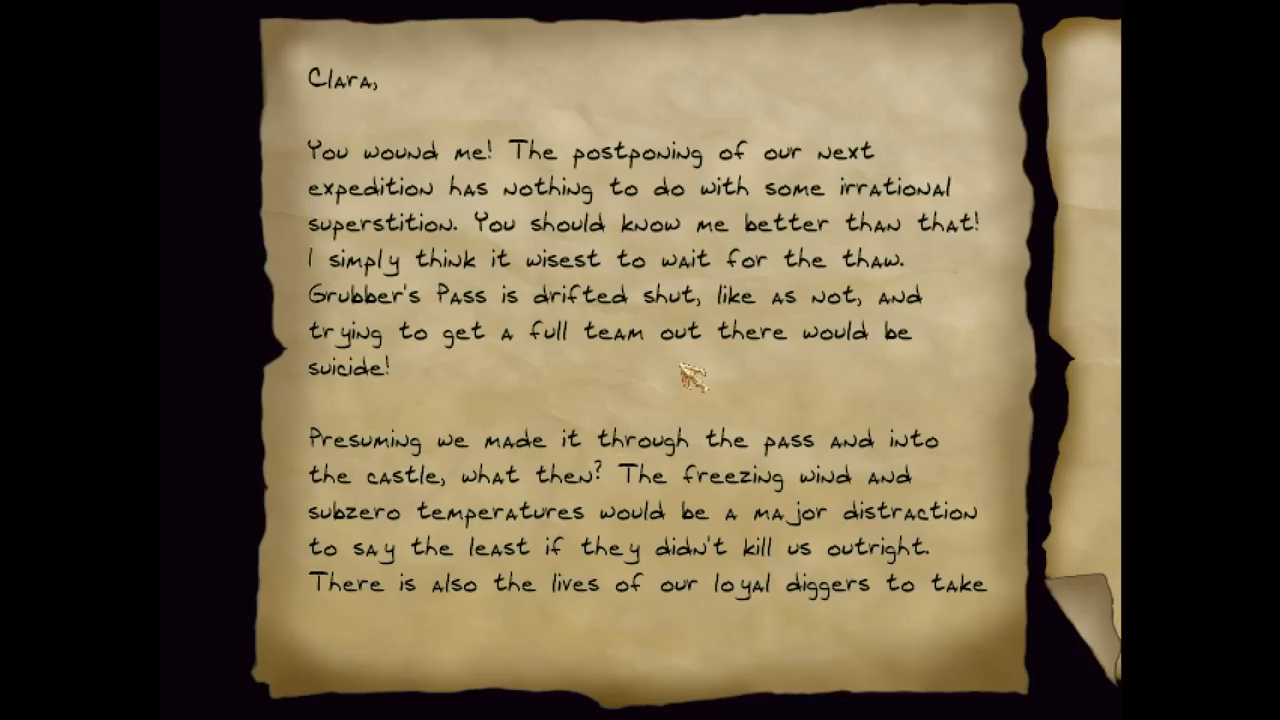 Clara,
You wound me! The postponing of our next
expedition has nothing to do with some irrational
superstition. You should know me better than that!
I simply think it wisest to wait for the thaw.
Grubber's Pass is drifted shut, like as not, and
trying to get a full team out there would be
suicide!
Presuming we made it through the pass and into
the castle, what then? The freezing wind and
subzero temperatures would be a major distraction
to say the least if they didn't kill us outright.
There is also the lives of our loyal diggers to take